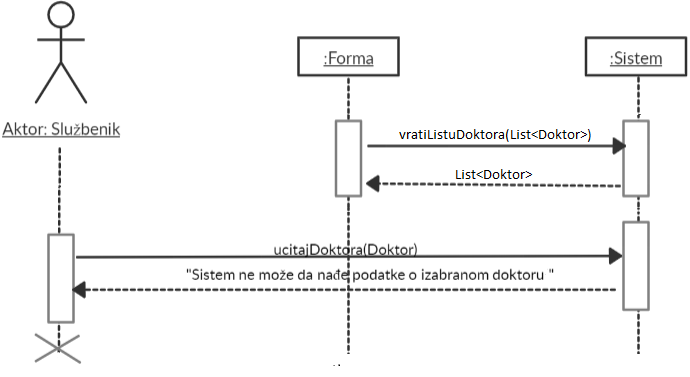 :Forma
:Sistem
Aktor: Službenik
vratiListuDoktora(List<Doktor>)
List<Doktor>
ucitajDoktora(Doktor)
"Sistem ne može da nađe podatke o izabranom doktoru "